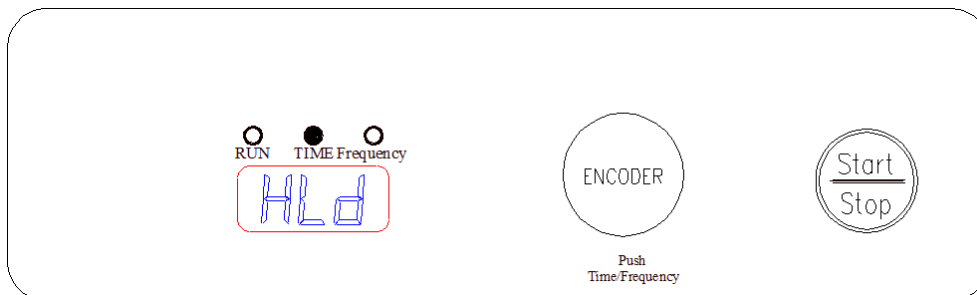 RUN TIME Frequency
HLd
ENCODER
Push
Time/Frequency
Start
Stop